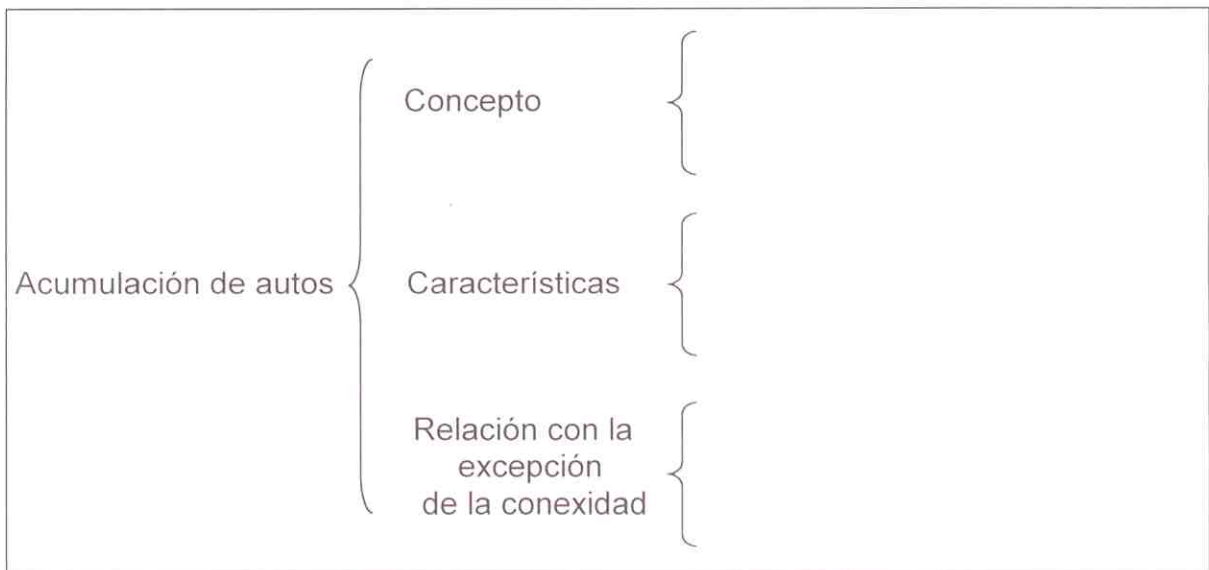 Concepto
Acumulación de autos
Características
Relación con la
excepción
de la conexidad